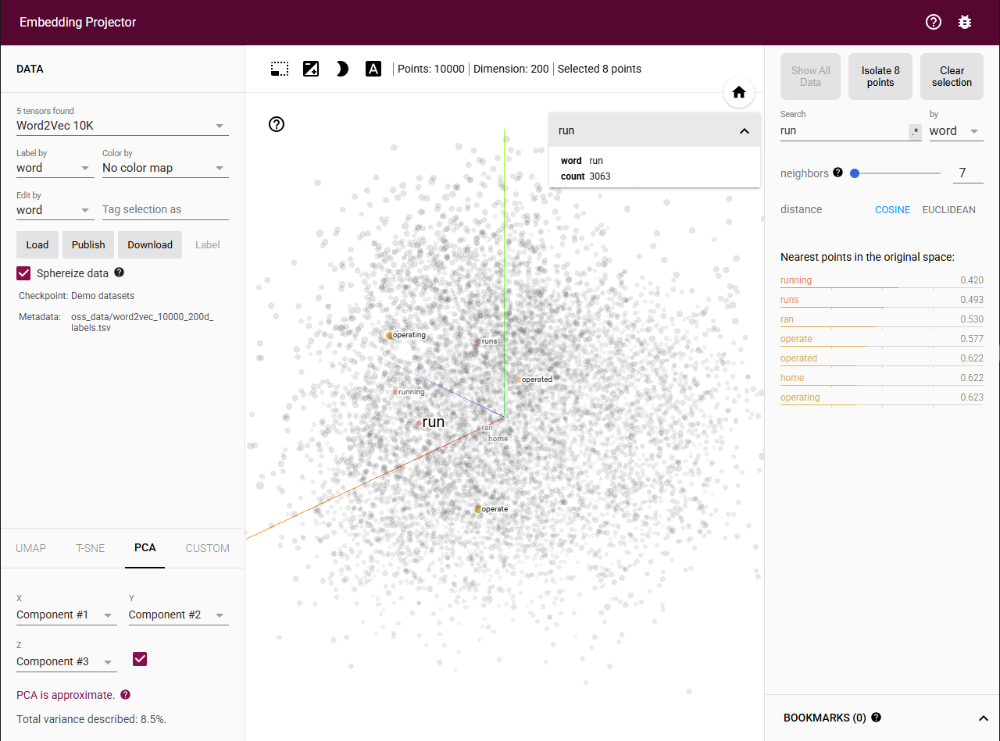 Embedding Projector
DATA
5 tensors found
Word2Vec 10K
Label by
Color by
word
No color map
Edit by
word
Tag selection as
Load
Publish
Download
Label
Sphereize data
Checkpoint: Demo datasets
Metadata: oss_data/word2vec_10000_200d_
labels.tsv
UMAP
T-SNE
PCA
CUSTOM
X
Y
Component #1
Component #2
Z
Component #3
PCA is approximate.
Total variance described: 8.5%.
A
Points: 10000 | Dimension: 200 | Selected 8 points
run
word run
count 3063
operating
runs
operated
running
run
ran
home
operate
Show All
Data
Isolate 8
points
Clear
selection
Search
by
run
.*
word
neighbors
7
distance
COSINE
EUCLIDEAN
Nearest points in the original space:
running 0.420
runs 0.493
ran 0.530
operate 0.577
operated 0.622
home 0.622
operating 0.623
BOOKMARKS (0)